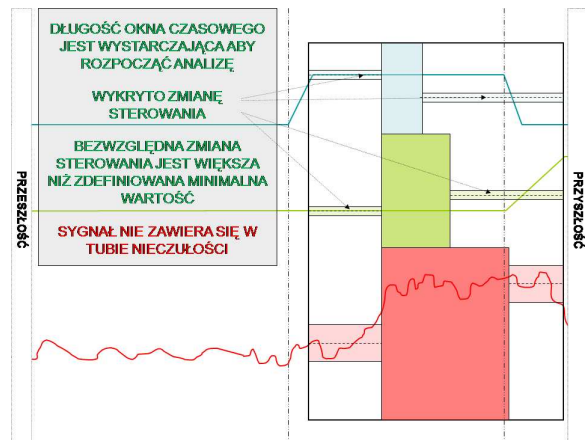 DŁUGOŚĆ OKNA CZASOWEGO
JEST WYSTARCZAJĄCA ABY
ROZPOCZĄĆ ANALIZĘ
WYKRYTO ZMIANĘ
STEROWANIA
BEZWZGLĘDNA ZMIANA
STEROWANIA JEST WIĘKSZA
NIŻ ZDEFINIOWANA MINIMALNA
WARTOŚĆ
SYGNAŁ NIE ZAWIERA SIĘ W
TUBIE NIECZUŁOŚCI
PRZESZŁOŚĆ
PRZYSZŁOŚĆ